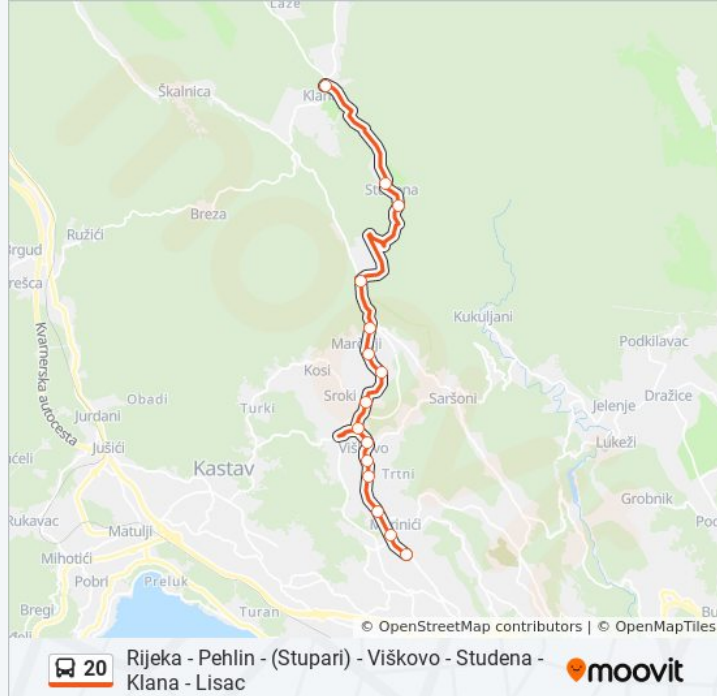 Laze
Škalnica
Klana
Studena
Breza
Ružići
Brgud
Kukuljani
Marčelji
Podkilavac
Kosi
Kvarnerska autocesta
Sroki
Saršoni
Obadi
Turki
Jelenje
Dražice
Jurdani
Lukeži
Jušići
Viškovo
Kastav
Trtni
Grobnik
Rukavac
Matulji
Marinići
Mihotići
Pobri
Preluk
Bregi
Turan
© OpenStreetMap contributors | © OpenMapTiles
20
Rijeka - Pehlin - (Stupari) - Viškovo - Studena -
Klana - Lisac
moovit